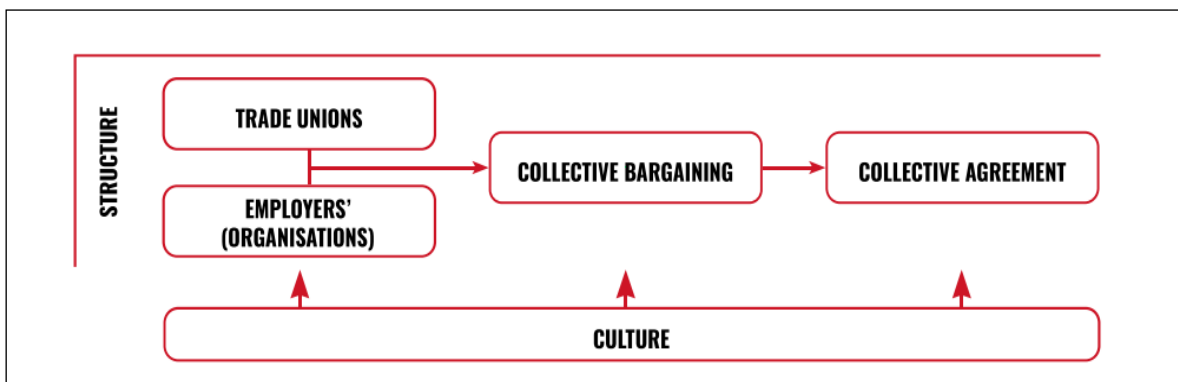 STRUCTURE
TRADE UNIONS
EMPLOYERS'
(ORGANISATIONS)
COLLECTIVE BARGAINING
COLLECTIVE AGREEMENT
CULTURE